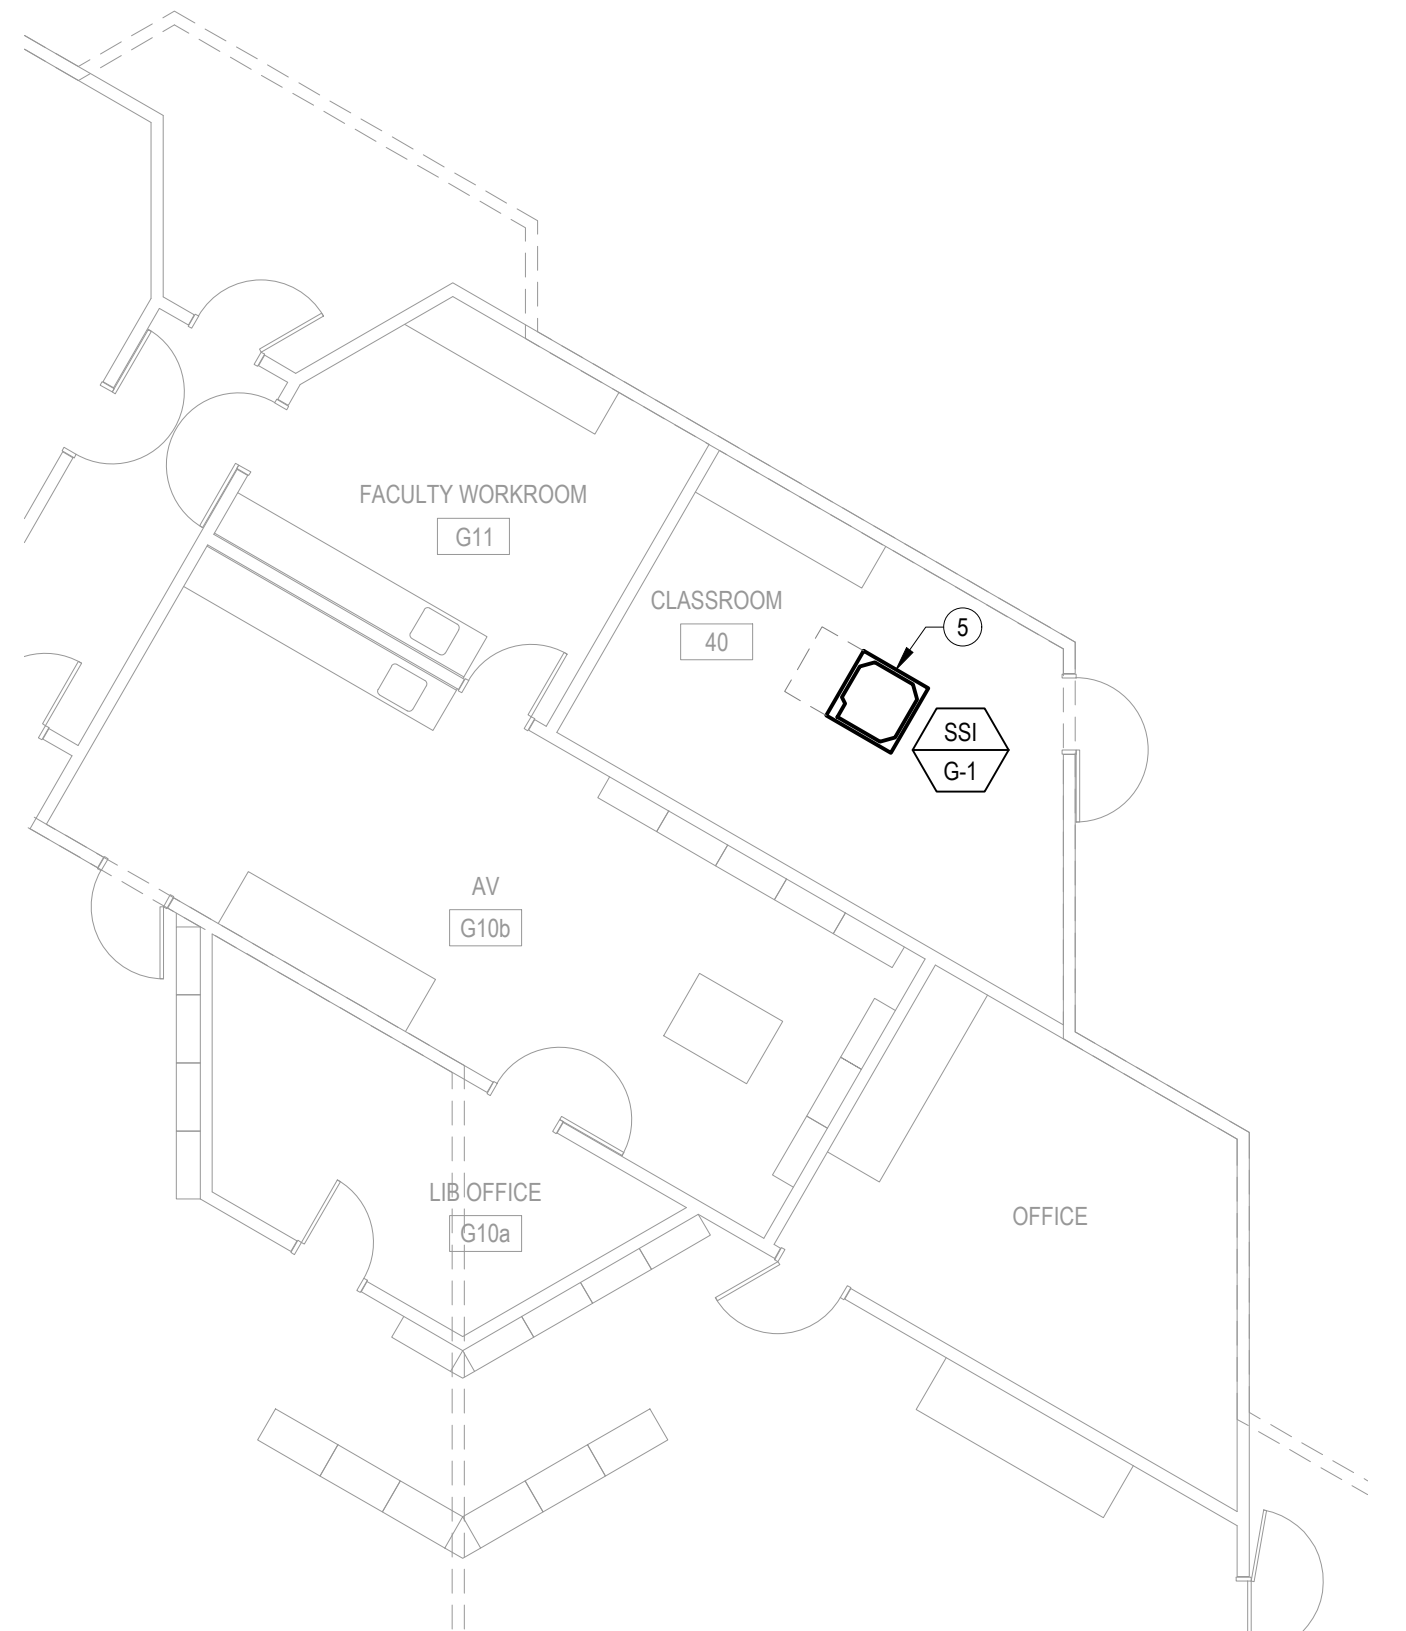 FACULTY WORKROOM
G11
CLASSROOM
40
5
SSI
G-1
AV
G10b
LIB OFFICE
G10a
OFFICE